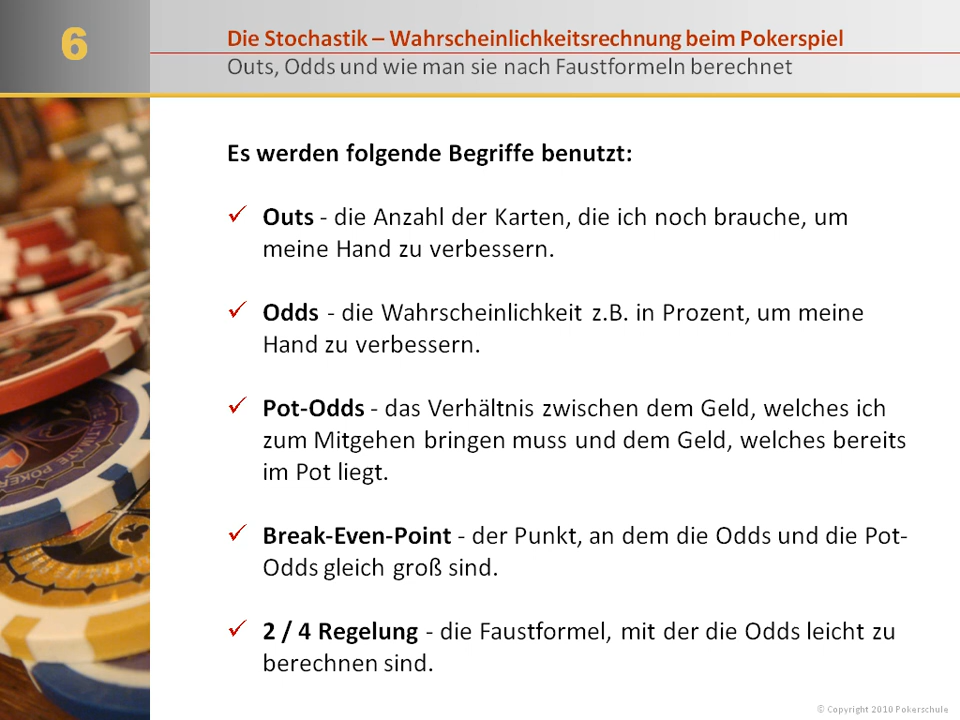 6
Die Stochastik – Wahrscheinlichkeitsrechnung beim Pokerspiel
Outs, Odds und wie man sie nach Faustformeln berechnet
Es werden folgende Begriffe benutzt:
✓ Outs - die Anzahl der Karten, die ich noch brauche, um
meine Hand zu verbessern.
✓ Odds - die Wahrscheinlichkeit z.B. in Prozent, um meine
Hand zu verbessern.
✓ Pot-Odds - das Verhältnis zwischen dem Geld, welches ich
zum Mitgehen bringen muss und dem Geld, welches bereits
im Pot liegt.
✓ Break-Even-Point - der Punkt, an dem die Odds und die Pot-
Odds gleich groß sind.
✓ 2 / 4 Regelung - die Faustformel, mit der die Odds leicht zu
berechnen sind.
ULTIMATE POKER
© Copyright 2010 Pokerschule